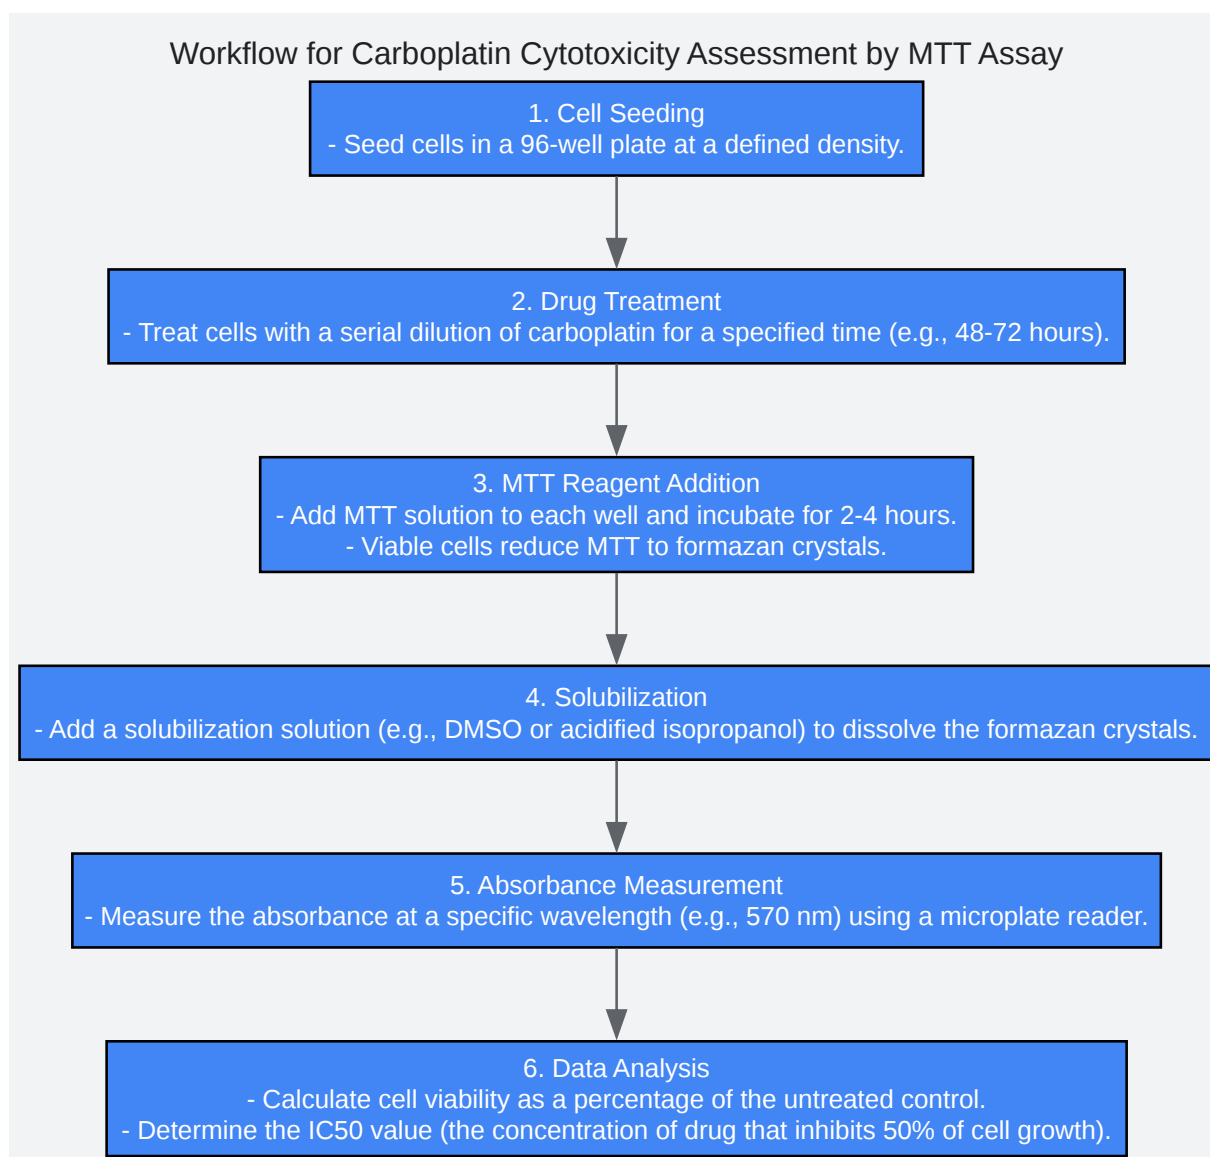 Workflow for Carboplatin Cytotoxicity Assessment by MTT Assay
1. Cell Seeding
- Seed cells in a 96-well plate at a defined density.
2. Drug Treatment
- Treat cells with a serial dilution of carboplatin for a specified time (e.g., 48-72 hours).
3. MTT Reagent Addition
- Add MTT solution to each well and incubate for 2-4 hours.
- Viable cells reduce MTT to formazan crystals.
4. Solubilization
- Add a solubilization solution (e.g., DMSO or acidified isopropanol) to dissolve the formazan crystals.
5. Absorbance Measurement
- Measure the absorbance at a specific wavelength (e.g., 570 nm) using a microplate reader.
6. Data Analysis
- Calculate cell viability as a percentage of the untreated control.
- Determine the IC50 value (the concentration of drug that inhibits 50% of cell growth).